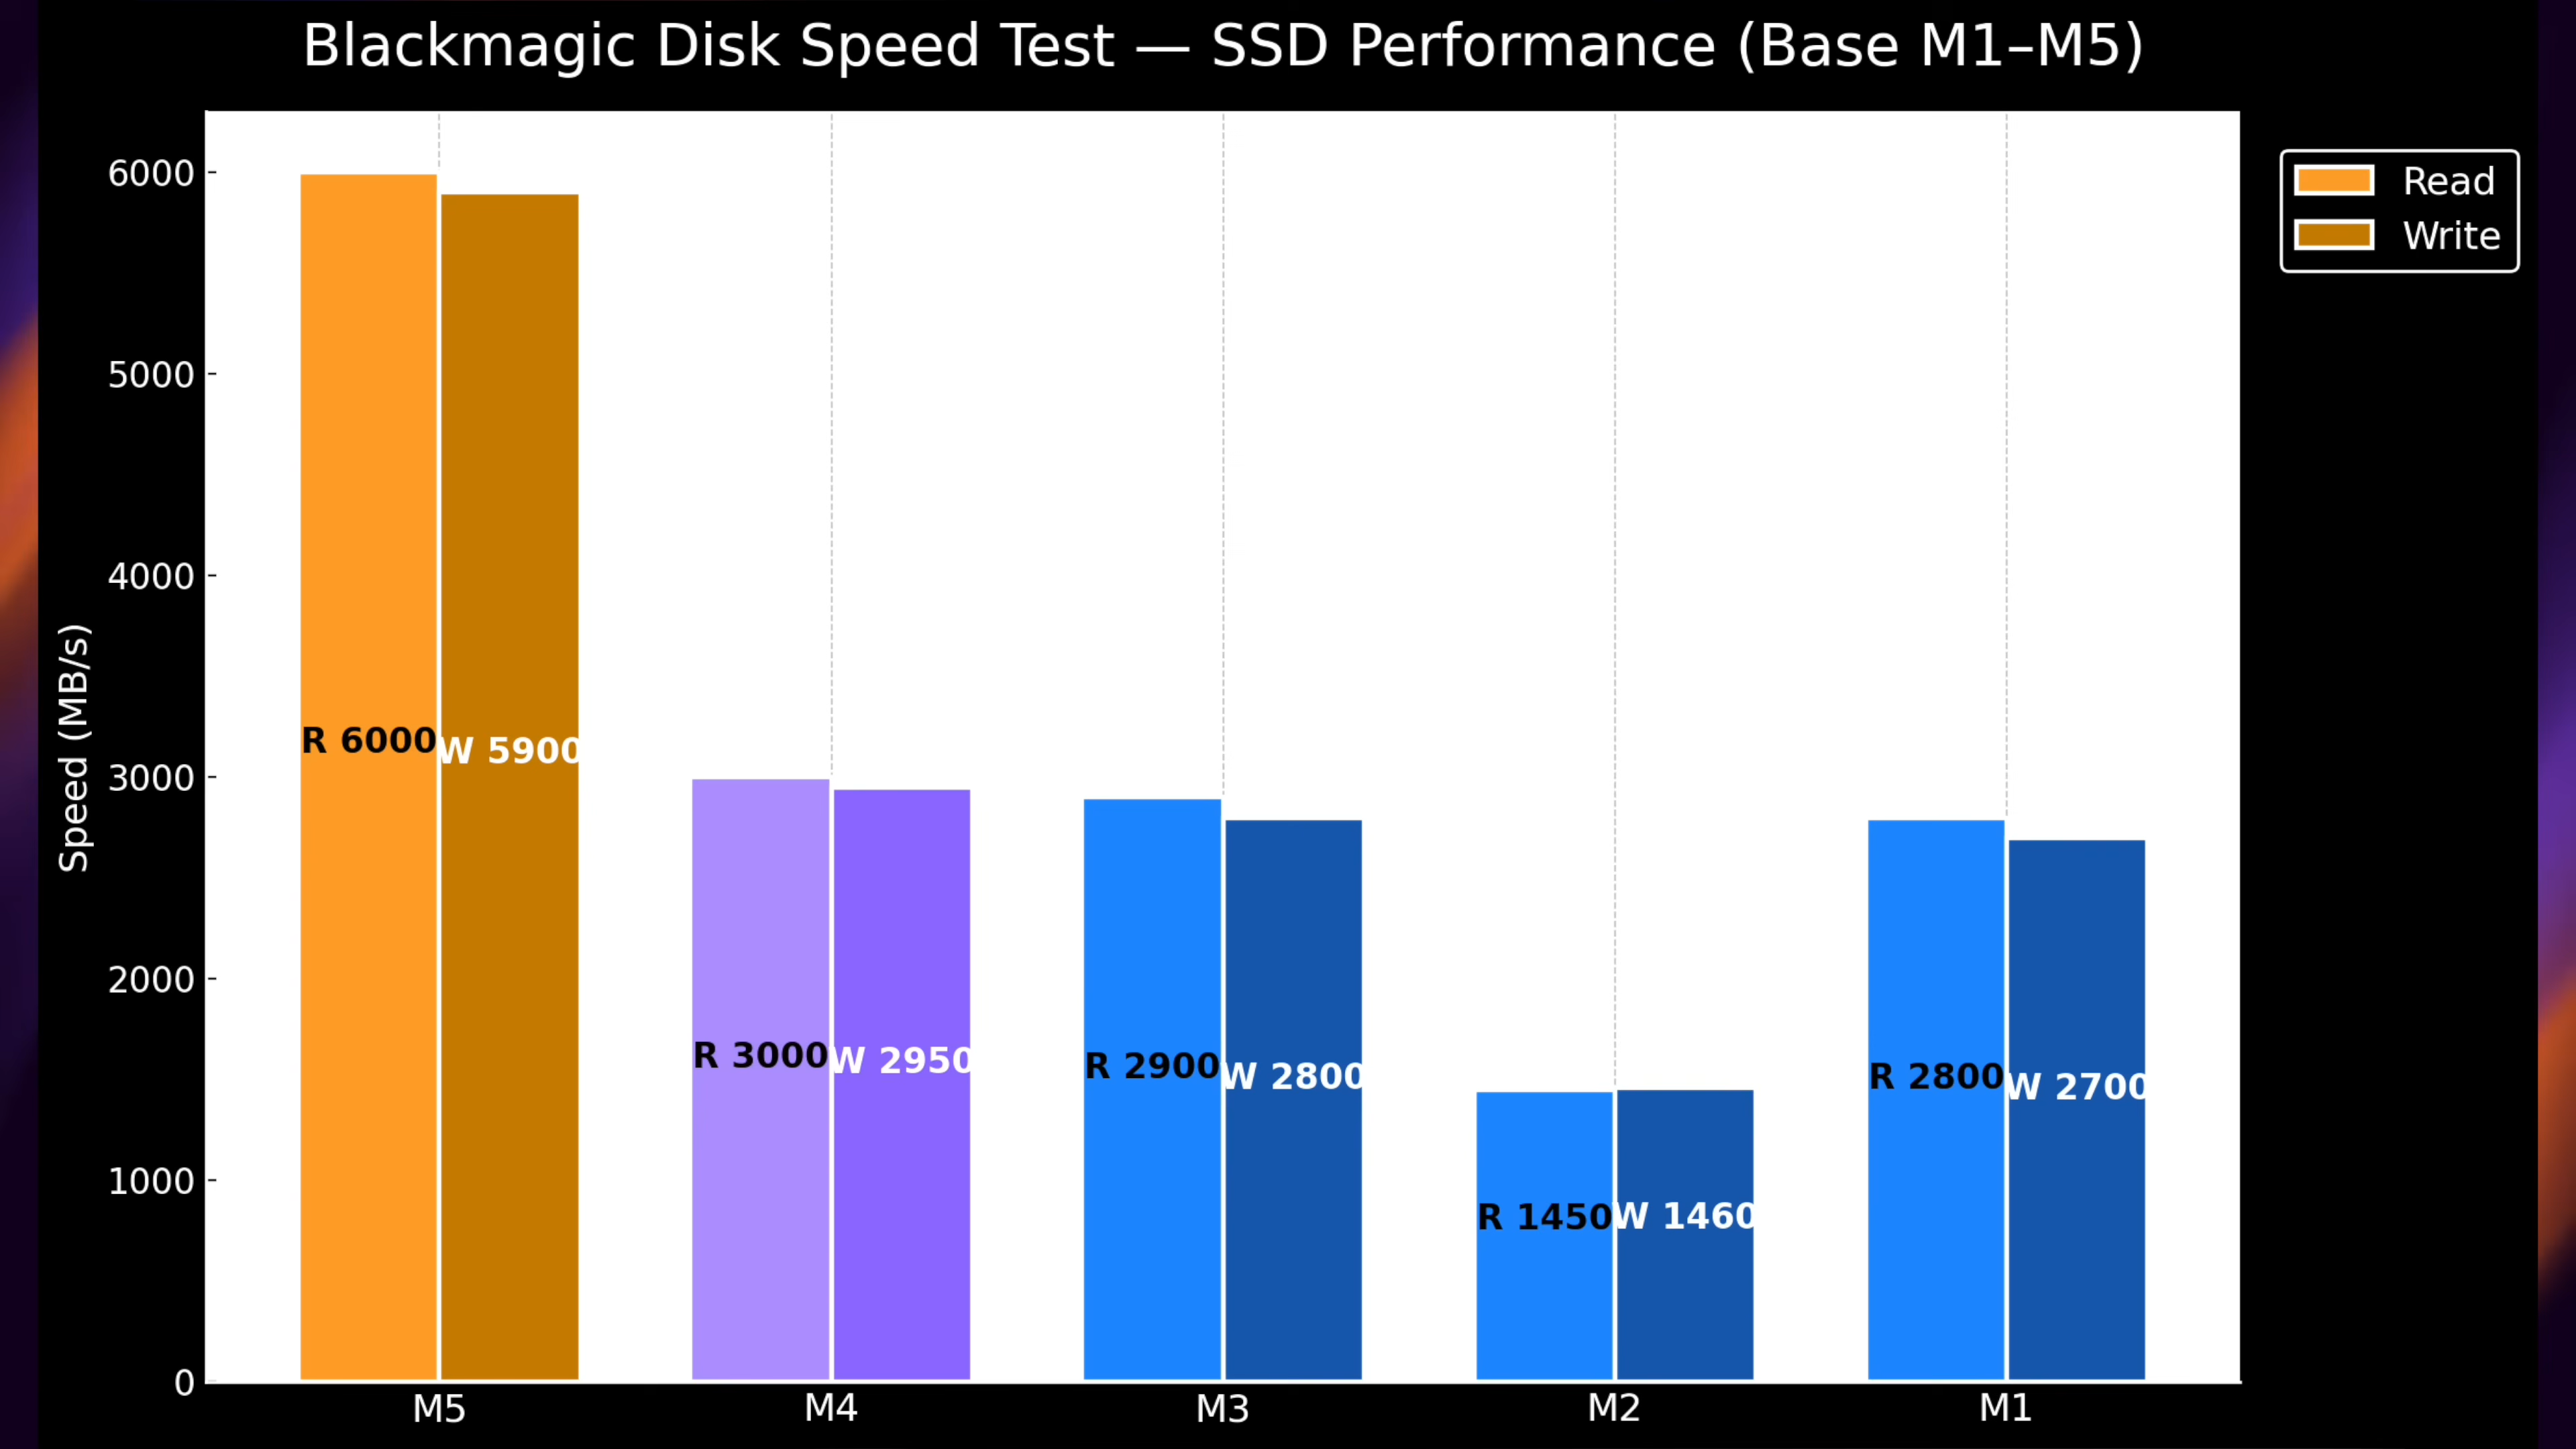 Blackmagic Disk Speed Test — SSD Performance (Base M1–M5)
Read
Write
Speed (MB/s)
6000
5000
4000
3000
2000
1000
0
R 6000
W 5900
R 3000
W 2950
R 2900
W 2800
R 1450
W 1460
R 2800
W 2700
M5
M4
M3
M2
M1